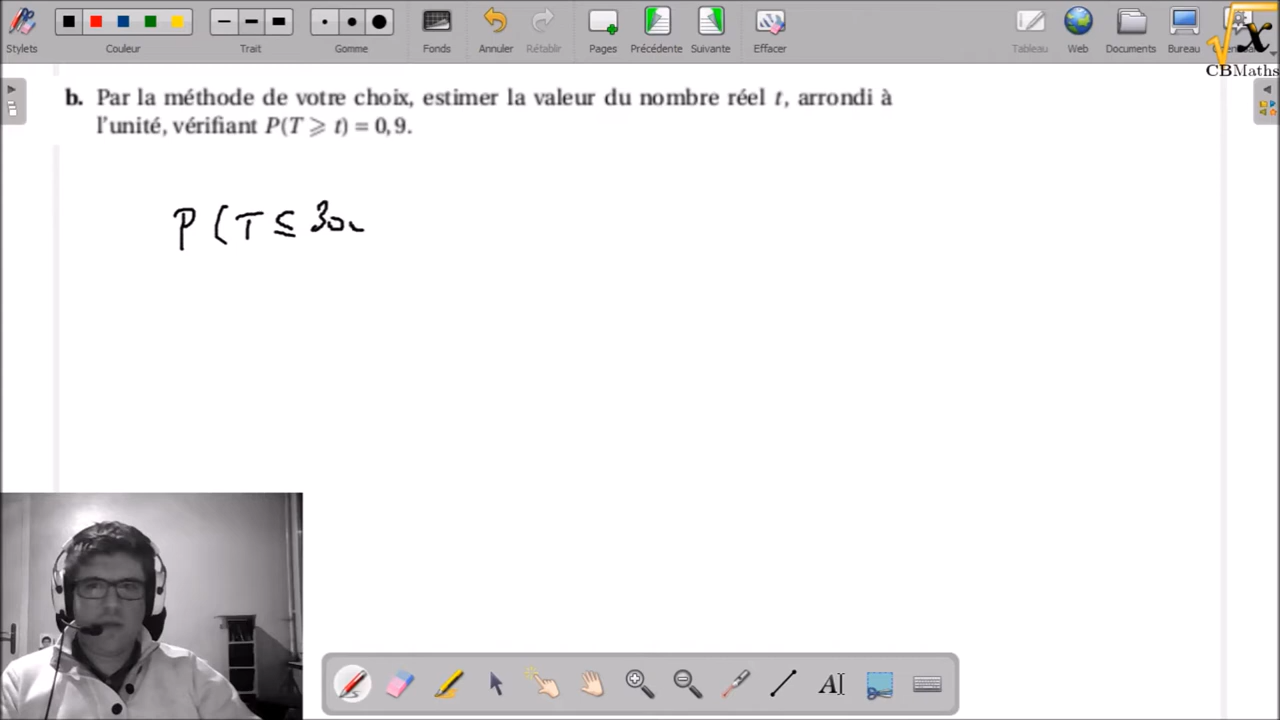 Stylets
Couleur
Trait
Gomme
Fonds
Annuler
Rétablir
Pages
Précédente
Suivante
Effacer
Tableau
Web
Documents
Bureau
CBMaths
b. Par la méthode de votre choix, estimer la valeur du nombre réel t, arrondi à
l'unité, vérifiant P(T ⩾ t) = 0,9.
P (T ≤ 30